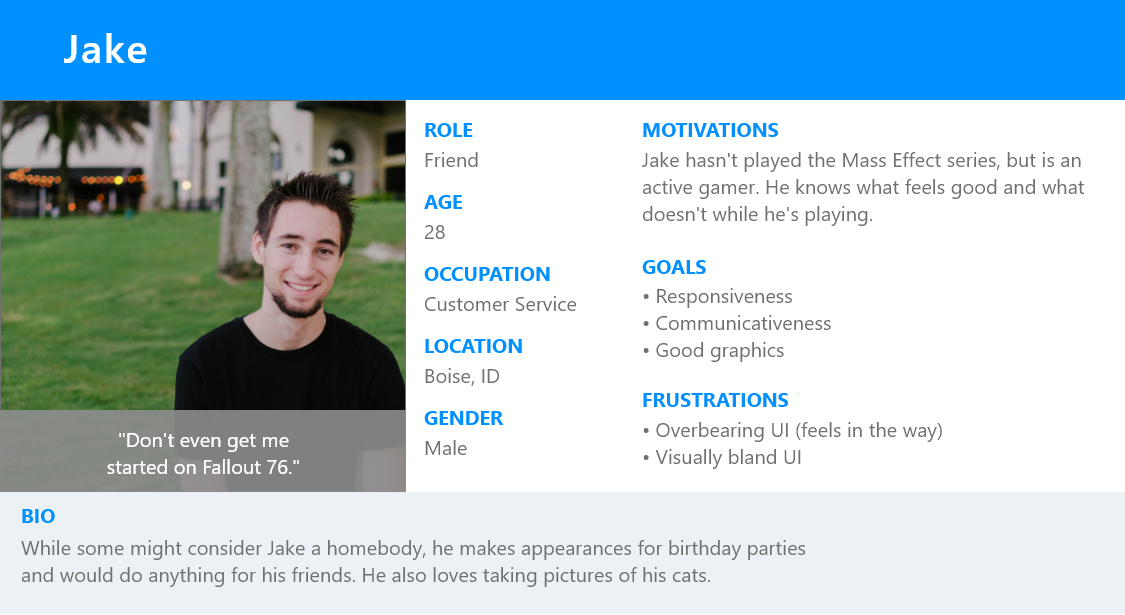 Jake
"Don't even get me
started on Fallout 76."
ROLE
Friend
AGE
28
OCCUPATION
Customer Service
LOCATION
Boise, ID
GENDER
Male
MOTIVATIONS
Jake hasn't played the Mass Effect series, but is an
active gamer. He knows what feels good and what
doesn't while he's playing.
GOALS
• Responsiveness
• Communicativeness
• Good graphics
FRUSTRATIONS
• Overbearing UI (feels in the way)
• Visually bland UI
BIO
While some might consider Jake a homebody, he makes appearances for birthday parties
and would do anything for his friends. He also loves taking pictures of his cats.